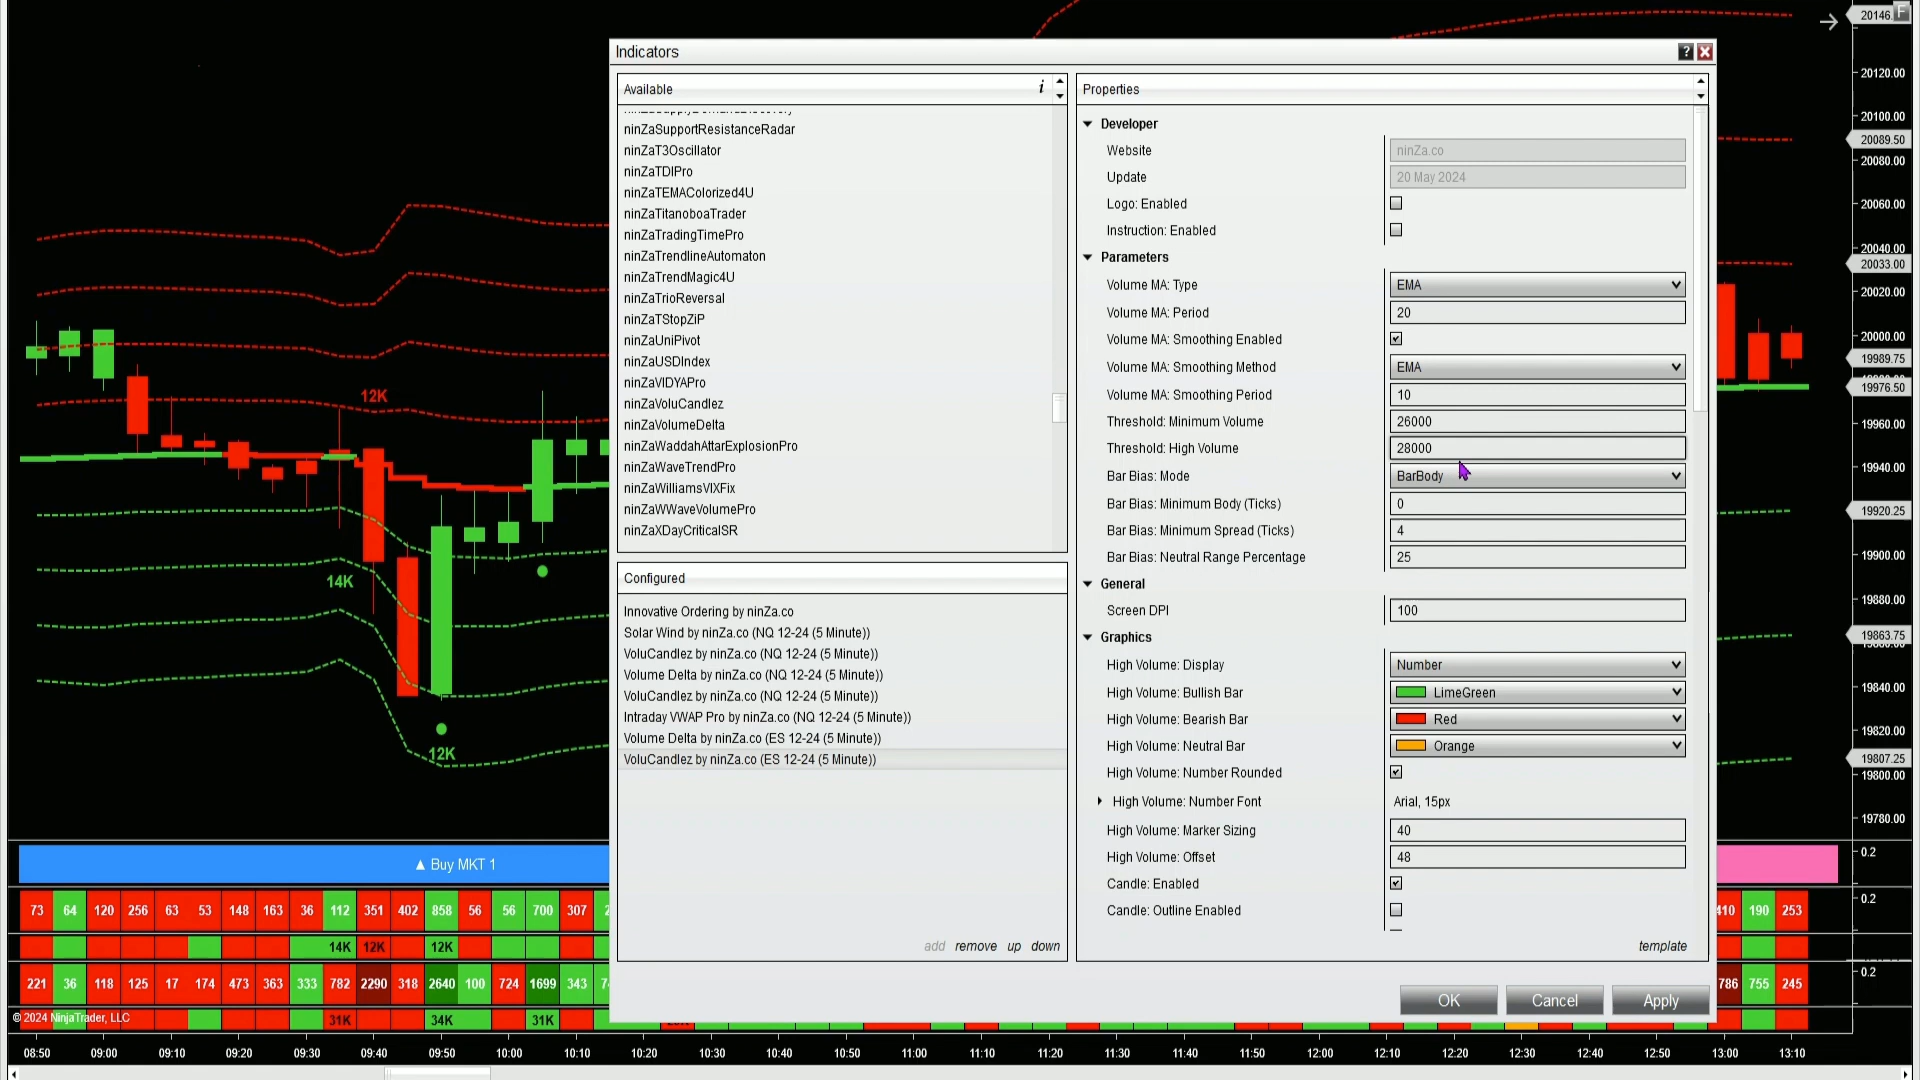 Indicators
?
Available
i
ninZaSupportResistanceRadar
ninZaT3Oscillator
ninZaTDIPro
ninZaTEMAColorized4U
ninZaTitanoboaTrader
ninZaTradingTimePro
ninZaTrendlineAutomaton
ninZaTrendMagic4U
ninZaTrioReversal
ninZaTStopZiP
ninZaUniPivot
ninZaUSDIndex
ninZaVIDYAPro
ninZaVoluCandlez
ninZaVolumeDelta
ninZaWaddahAttarExplosionPro
ninZaWaveTrendPro
ninZaWilliamsVIXFix
ninZaWWaveVolumePro
ninZaXDayCriticalSR
Configured
Innovative Ordering by ninZa.co
Solar Wind by ninZa.co (NQ 12-24 (5 Minute))
VoluCandlez by ninZa.co (NQ 12-24 (5 Minute))
Volume Delta by ninZa.co (NQ 12-24 (5 Minute))
VoluCandlez by ninZa.co (NQ 12-24 (5 Minute))
Intraday VWAP Pro by ninZa.co (NQ 12-24 (5 Minute))
Volume Delta by ninZa.co (ES 12-24 (5 Minute))
VoluCandlez by ninZa.co (ES 12-24 (5 Minute))
add remove up down
Properties
Developer
Website ninZa.co
Update 20 May 2024
Logo: Enabled
Instruction: Enabled
Parameters
Volume MA: Type EMA
Volume MA: Period 20
Volume MA: Smoothing Enabled
Volume MA: Smoothing Method EMA
Volume MA: Smoothing Period 10
Threshold: Minimum Volume 26000
Threshold: High Volume 28000
Bar Bias: Mode BarBody
Bar Bias: Minimum Body (Ticks) 0
Bar Bias: Minimum Spread (Ticks) 4
Bar Bias: Neutral Range Percentage 25
General
Screen DPI 100
Graphics
High Volume: Display Number
High Volume: Bullish Bar LimeGreen
High Volume: Bearish Bar Red
High Volume: Neutral Bar Orange
High Volume: Number Rounded
High Volume: Number Font Arial, 15px
High Volume: Marker Sizing 40
High Volume: Offset 48
Candle: Enabled
Candle: Outline Enabled
template
OK Cancel Apply
F
20120.00
20100.00
20089.50
20080.00
20060.00
20040.00
20033.00
20020.00
20000.00
19989.75
19976.50
19960.00
19940.00
19920.25
19900.00
19880.00
19863.75
19840.00
19820.00
19807.25
19800.00
19780.00
0.2
0.2
0.2
12K
14K
12K
▲ Buy MKT 1
73 64 120 256 63 53 148 163 36 112 351 402 858 56 56 700 307
190 253
14K 12K 12K
221 36 118 125 17 174 473 363 333 782 2290 318 2640 100 724 1699 343
786 755 245
© 2024 NinjaTrader, LLC
31K 34K 31K
08:50 09:00 09:10 09:20 09:30 09:40 09:50 10:00 10:10 10:20 10:30 10:40 10:50 11:00 11:10 11:20 11:30 11:40 11:50 12:00 12:10 12:20 12:30 12:40 12:50 13:00 13:10